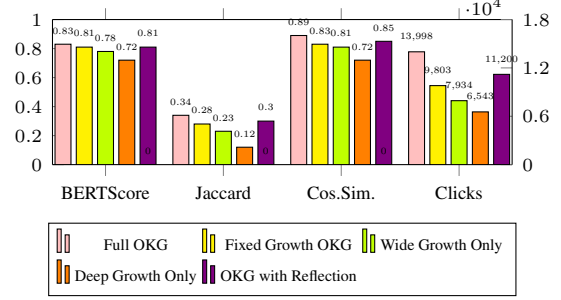 ·10⁴
1 1.8
0.8 1.2
0.6
0.4 0.6
0.2
0 0
0.83 0.81 0.78 0.72 0.81 0
0.34 0.28 0.23 0.12 0.3 0
0.89 0.83 0.81 0.72 0.85 0
13,998 9,803 7,934 6,543 11,200
BERTScore Jaccard Cos.Sim. Clicks
Full OKG Fixed Growth OKG Wide Growth Only
Deep Growth Only OKG with Reflection